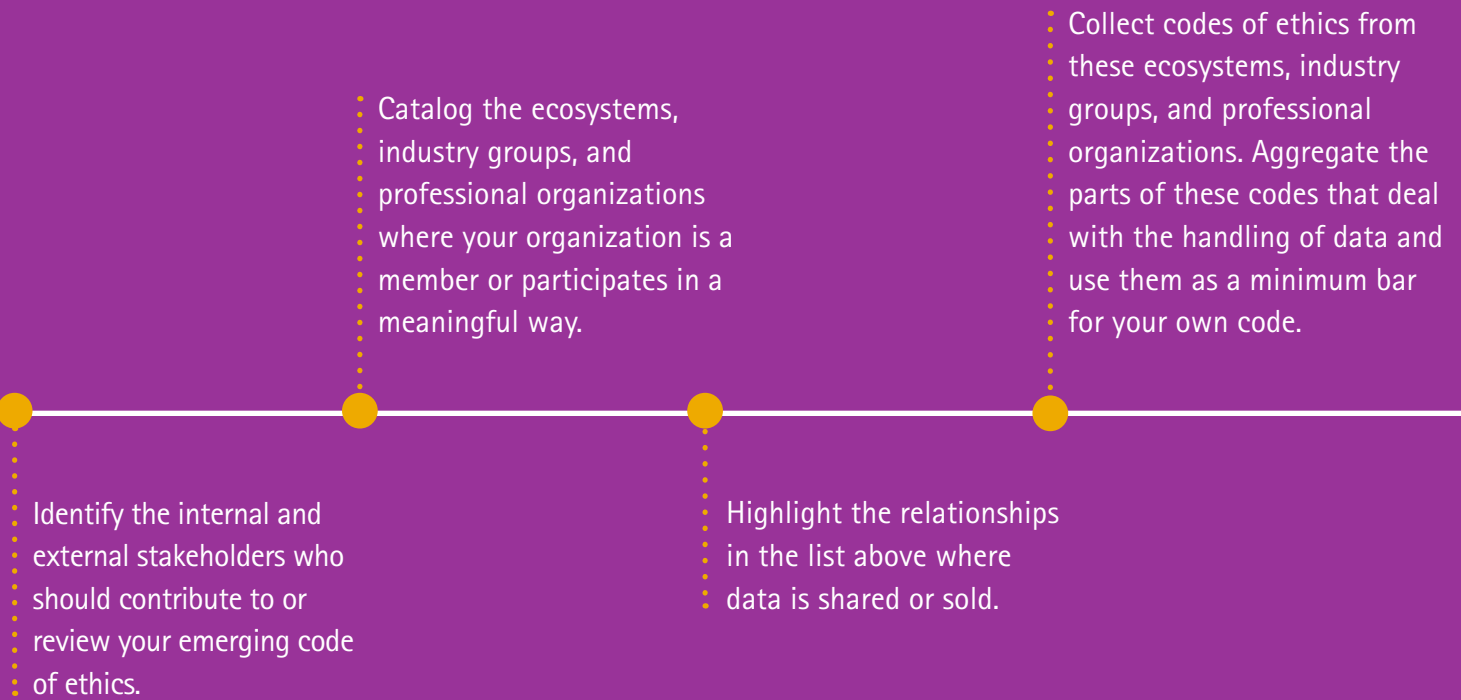 Identify the internal and
external stakeholders who
should contribute to or
review your emerging code
of ethics.
Catalog the ecosystems,
industry groups, and
professional organizations
where your organization is a
member or participates in a
meaningful way.
Highlight the relationships
in the list above where
data is shared or sold.
Collect codes of ethics from
these ecosystems, industry
groups, and professional
organizations. Aggregate the
parts of these codes that deal
with the handling of data and
use them as a minimum bar
for your own code.